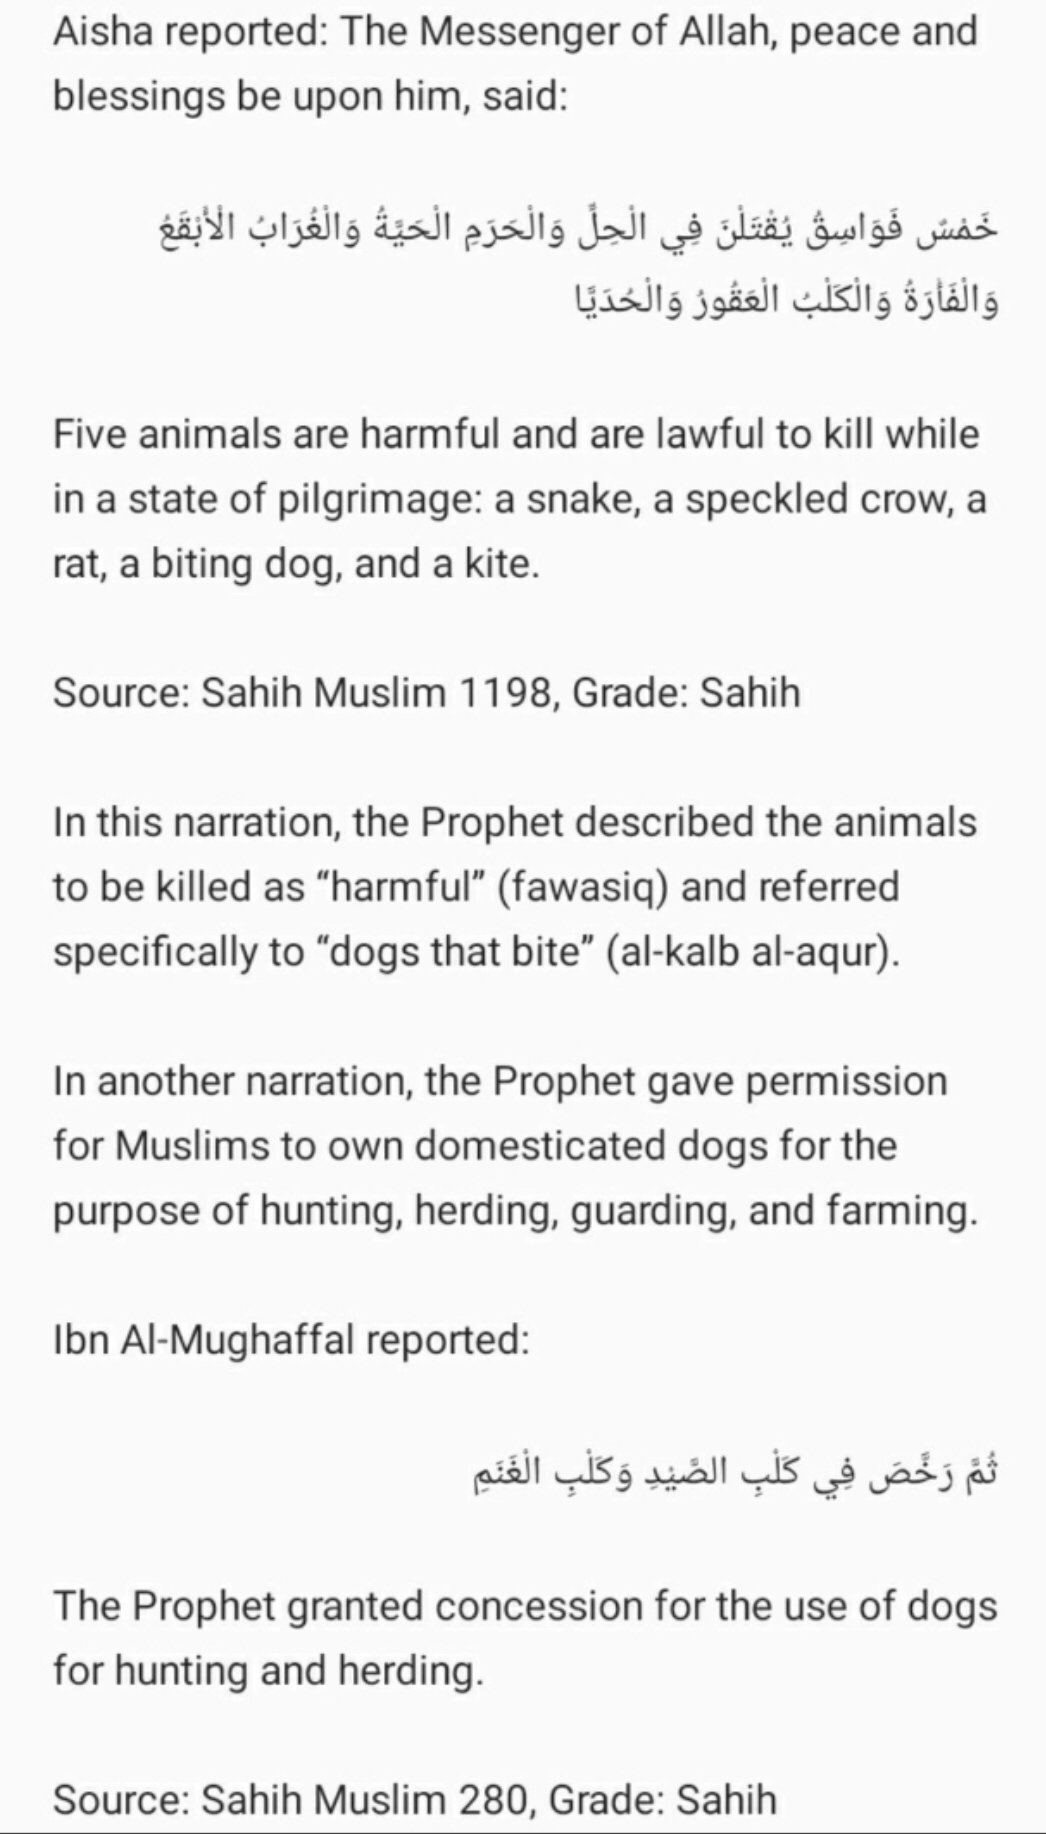 Aisha reported: The Messenger of Allah, peace and
blessings be upon him, said:
خَمْسٌ فَوَاسِقُ يُقْتَلْنَ فِي الْحِلِّ وَالْحَرَمِ الْحَيَّةُ وَالْغُرَابُ الْأَبْقَعُ
وَالْفَأْرَةُ وَالْكَلْبُ الْعَقُورُ وَالْحُدَيَّا
Five animals are harmful and are lawful to kill while
in a state of pilgrimage: a snake, a speckled crow, a
rat, a biting dog, and a kite.
Source: Sahih Muslim 1198, Grade: Sahih
In this narration, the Prophet described the animals
to be killed as “harmful” (fawasiq) and referred
specifically to “dogs that bite” (al-kalb al-aqur).
In another narration, the Prophet gave permission
for Muslims to own domesticated dogs for the
purpose of hunting, herding, guarding, and farming.
Ibn Al-Mughaffal reported:
ثُمَّ رَخَّصَ فِي كَلْبِ الصَّيْدِ وَكَلْبِ الْغَنَمِ
The Prophet granted concession for the use of dogs
for hunting and herding.
Source: Sahih Muslim 280, Grade: Sahih